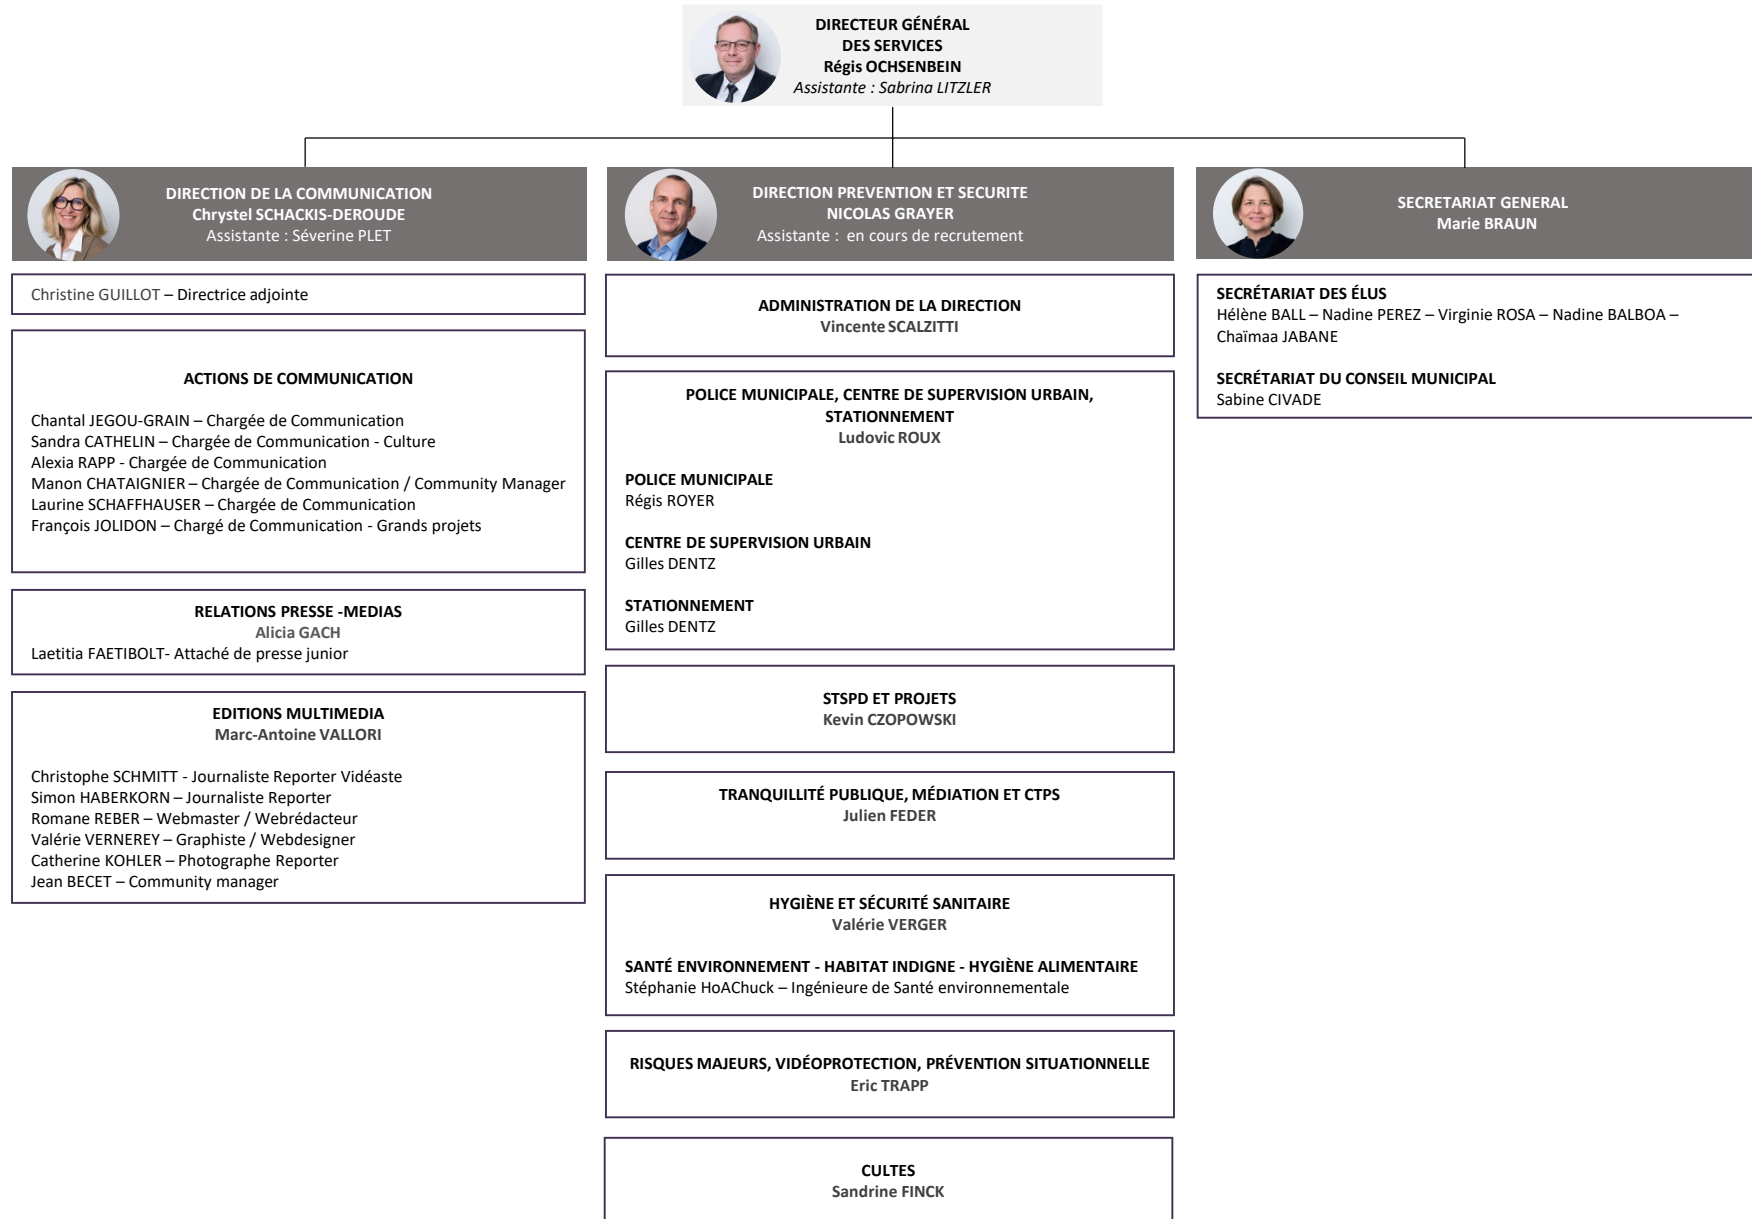 DIRECTEUR GÉNÉRAL
DES SERVICES
Régis OCHSENBEIN
Assistante : Sabrina LITZLER
DIRECTION DE LA COMMUNICATION
Chrystel SCHACKIS-DEROUDE
Assistante : Séverine PLET
Christine GUILLOT – Directrice adjointe
ACTIONS DE COMMUNICATION
Chantal JEGOU-GRAIN – Chargée de Communication
Sandra CATHELIN – Chargée de Communication - Culture
Alexia RAPP - Chargée de Communication
Manon CHATAIGNIER – Chargée de Communication / Community Manager
Laurine SCHAFFHAUSER – Chargée de Communication
François JOLIDON – Chargé de Communication - Grands projets
RELATIONS PRESSE -MEDIAS
Alicia GACH
Laetitia FAETIBOLT- Attaché de presse junior
EDITIONS MULTIMEDIA
Marc-Antoine VALLORI
Christophe SCHMITT - Journaliste Reporter Vidéaste
Simon HABERKORN – Journaliste Reporter
Romane REBER – Webmaster / Webrédacteur
Valérie VERNEREY – Graphiste / Webdesigner
Catherine KOHLER – Photographe Reporter
Jean BECET – Community manager
DIRECTION PREVENTION ET SECURITE
NICOLAS GRAYER
Assistante : en cours de recrutement
ADMINISTRATION DE LA DIRECTION
Vincente SCALZITTI
POLICE MUNICIPALE, CENTRE DE SUPERVISION URBAIN,
STATIONNEMENT
Ludovic ROUX
POLICE MUNICIPALE
Régis ROYER
CENTRE DE SUPERVISION URBAIN
Gilles DENTZ
STATIONNEMENT
Gilles DENTZ
STSPD ET PROJETS
Kevin CZOPOWSKI
TRANQUILLITÉ PUBLIQUE, MÉDIATION ET CTPS
Julien FEDER
HYGIÈNE ET SÉCURITÉ SANITAIRE
Valérie VERGER
SANTÉ ENVIRONNEMENT - HABITAT INDIGNE - HYGIÈNE ALIMENTAIRE
Stéphanie HoAChuck – Ingénieure de Santé environnementale
RISQUES MAJEURS, VIDÉOPROTECTION, PRÉVENTION SITUATIONNELLE
Eric TRAPP
CULTES
Sandrine FINCK
SECRETARIAT GENERAL
Marie BRAUN
SECRÉTARIAT DES ÉLUS
Hélène BALL – Nadine PEREZ – Virginie ROSA – Nadine BALBOA –
Chaïmaa JABANE
SECRÉTARIAT DU CONSEIL MUNICIPAL
Sabine CIVADE